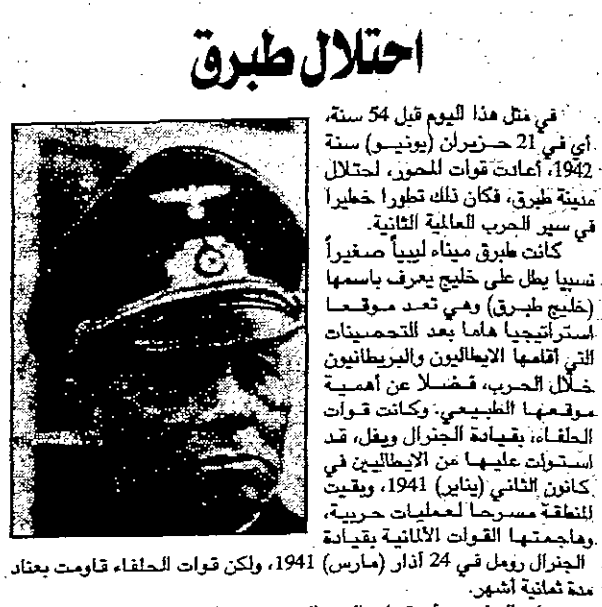 احتلال طبرق
في مثل هذا اليوم قبل 54 سنة،
أي في 21 حـزيران (يونيـو) سنة
1942، أعادت قوات المحور، احتلال
مدينة طبرق، فكان ذلك تطورا خطيرا
في سير الحرب العالمية الثانية.
كانت طبرق ميناء ليبياً صغيراً
نسبيا يطل على خليج يعرف باسمها
(خليج طبرق) وهي تعد موقعـا
استراتيجيا هاما بعد التحصينات
التي أقامها الايطاليون والبريطانيون
خلال الحرب، فضـلا عن أهمية
موقعها الطبيعي. وكانت قوات
الحلفاء، بقيادة الجنرال ويفل، قد
استولت عليها من الايطاليين في
كانون الثاني (يناير) 1941، وبقيت
المنطقة مسرحا لعمليات حربية،
وهاجمتها القوات الألمانية بقيادة
الجنرال رومل في 24 آذار (مارس) 1941، ولكن قوات الحلفاء قاومت بعناد
مدة ثمانية أشهر.